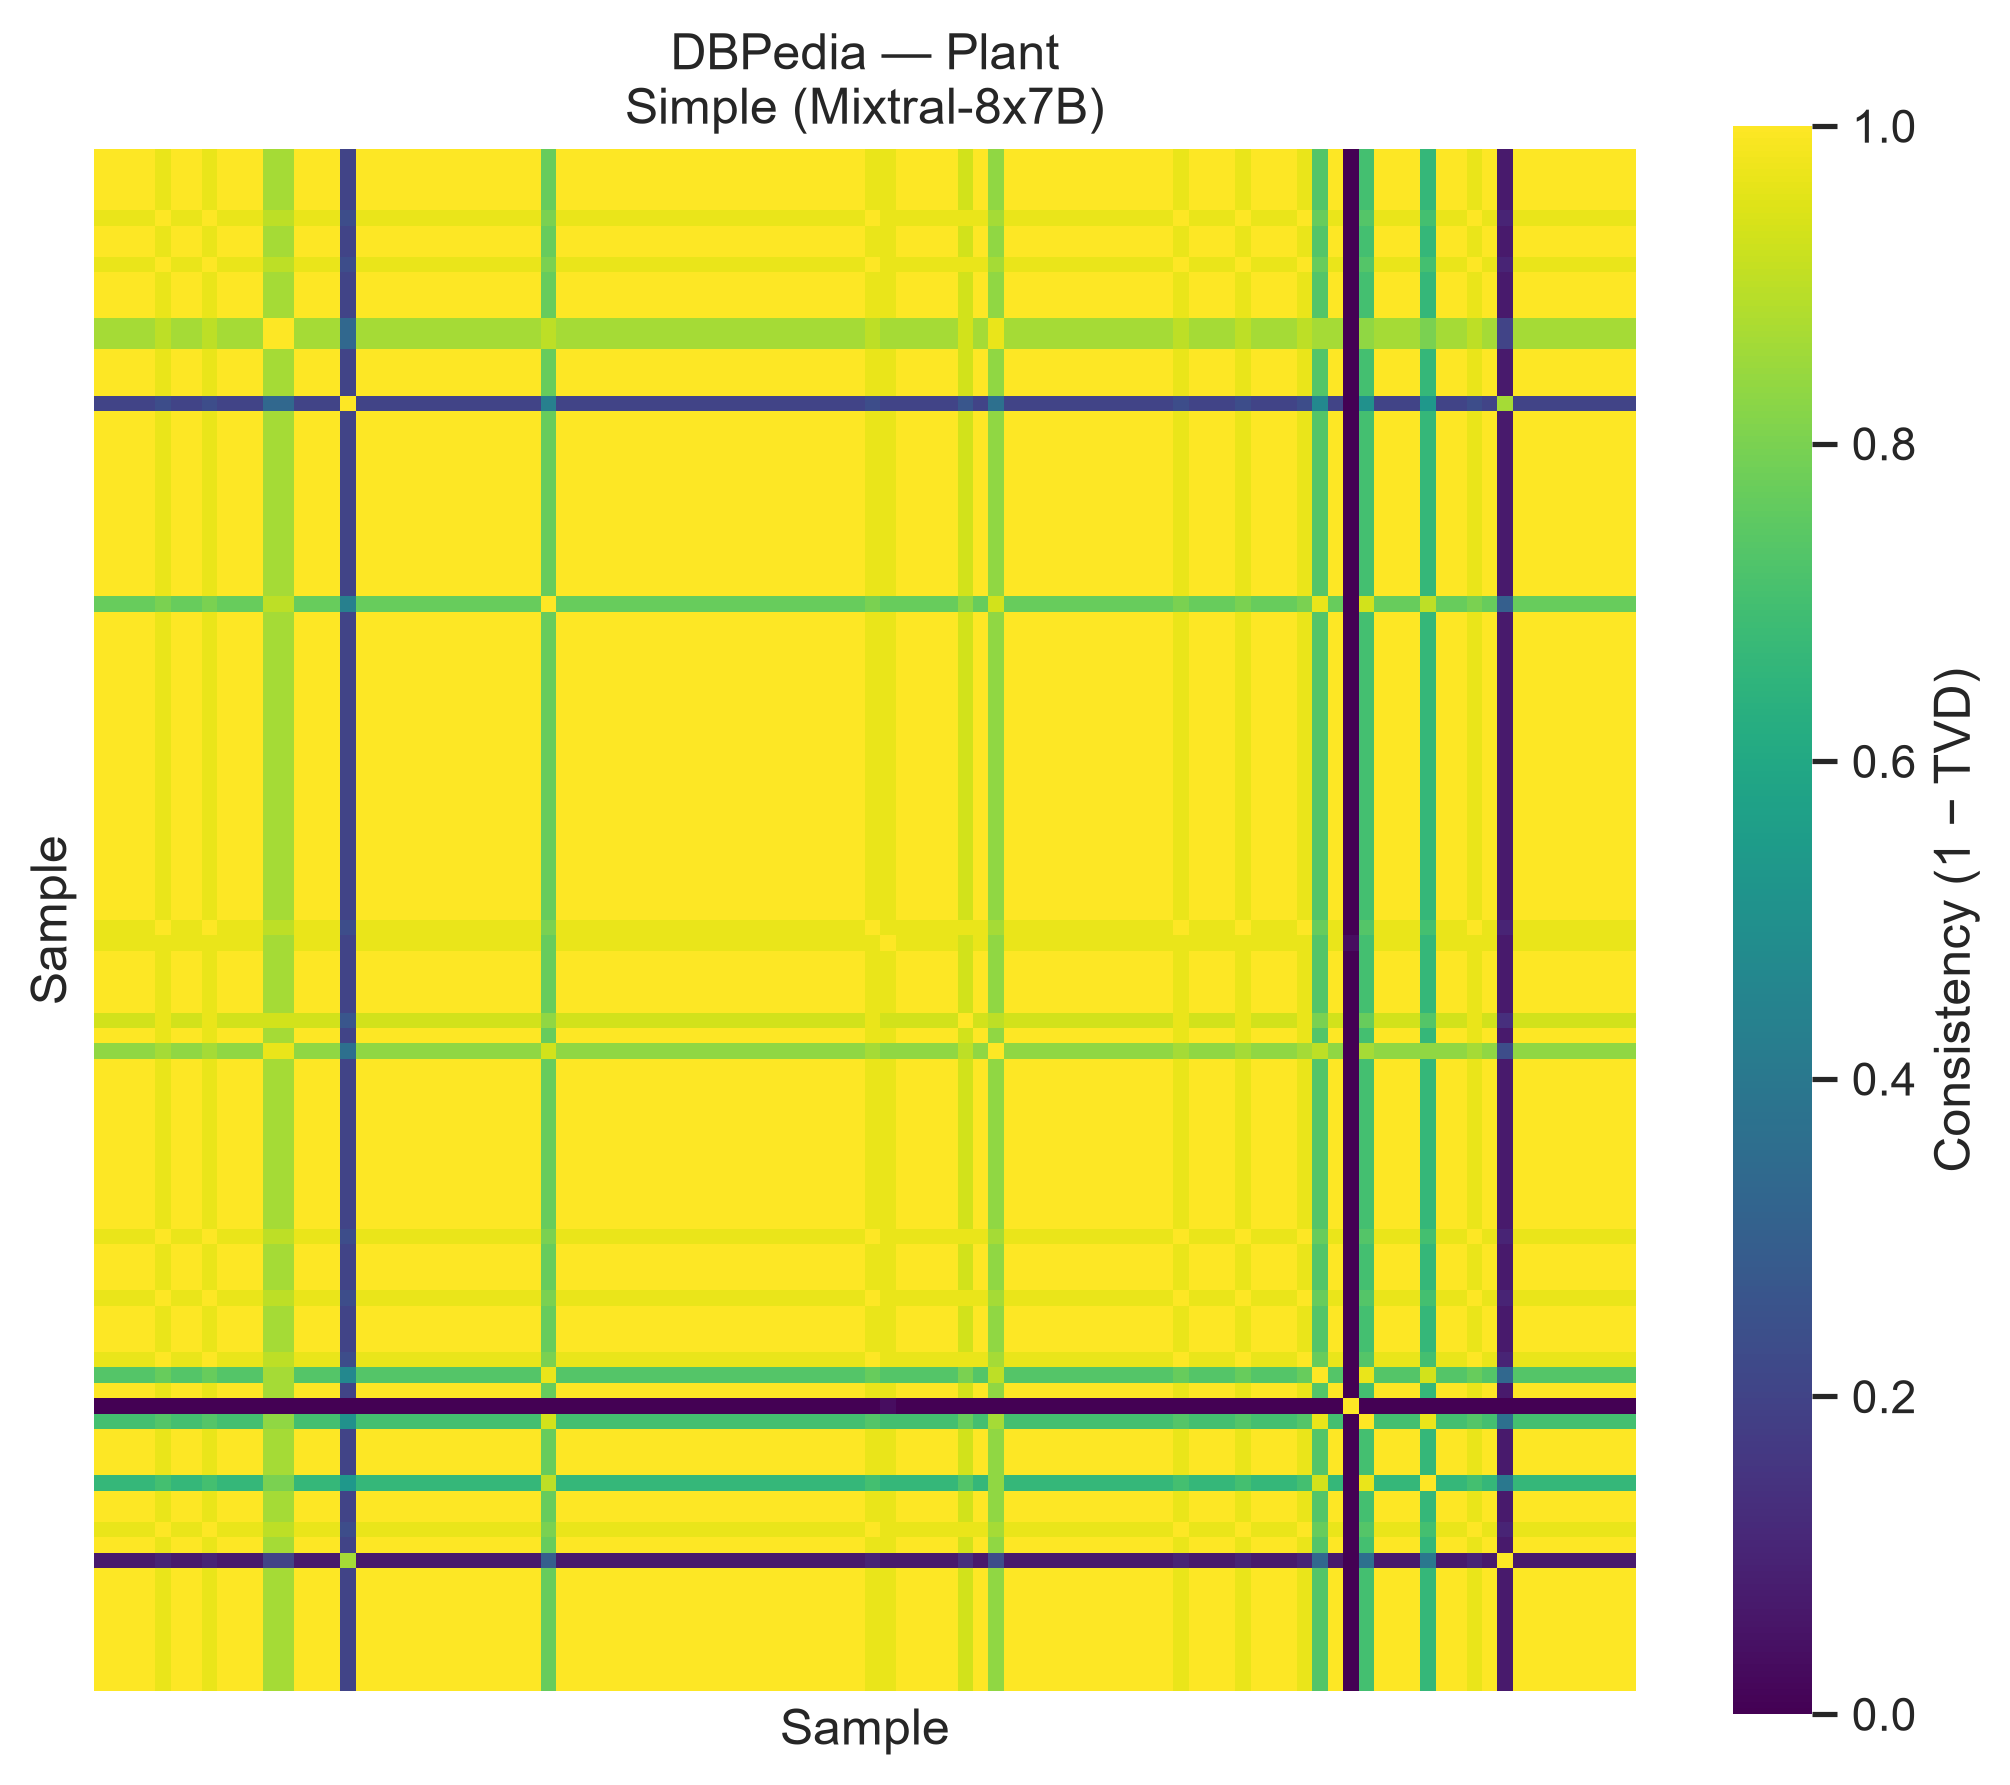 DBPedia — Plant
Simple (Mixtral-8x7B)
Sample
Sample
1.0
0.8
0.6
0.4
0.2
0.0
Consistency (1 − TVD)